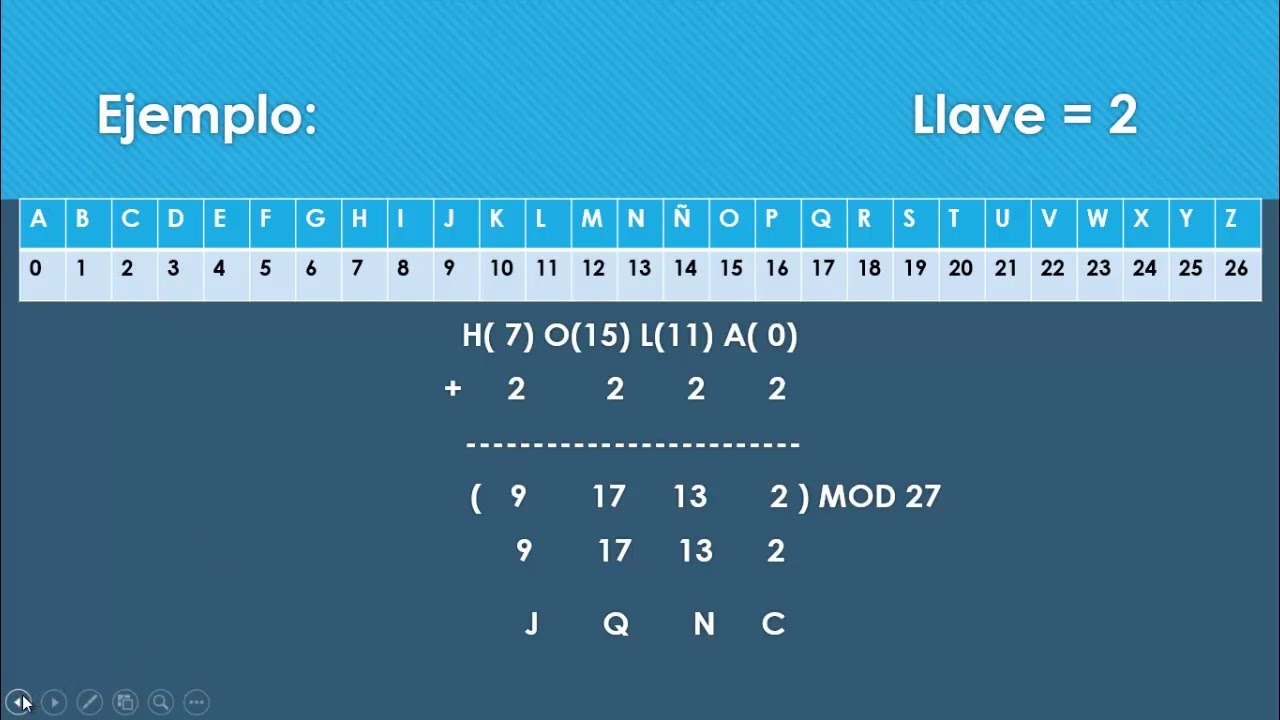 Ejemplo: Llave = 2
A B C D E F G H I J K L M N Ñ O P Q R S T U V W X Y Z
0 1 2 3 4 5 6 7 8 9 10 11 12 13 14 15 16 17 18 19 20 21 22 23 24 25 26
H( 7) O(15) L(11) A( 0)
+ 2 2 2 2
-------------------------
( 9 17 13 2 ) MOD 27
9 17 13 2
J Q N C